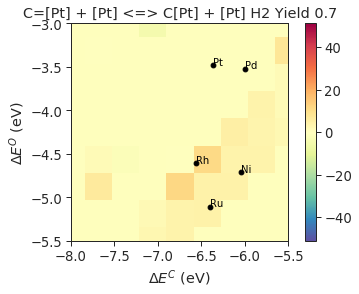 C=[Pt] + [Pt] <=> C[Pt] + [Pt] H2 Yield 0.7
−3.0
−3.5
−4.0
−4.5
−5.0
−5.5
ΔE^O (eV)
Pt
Pd
Rh
Ni
Ru
−8.0 −7.5 −7.0 −6.5 −6.0 −5.5
ΔE^C (eV)
40
20
0
−20
−40